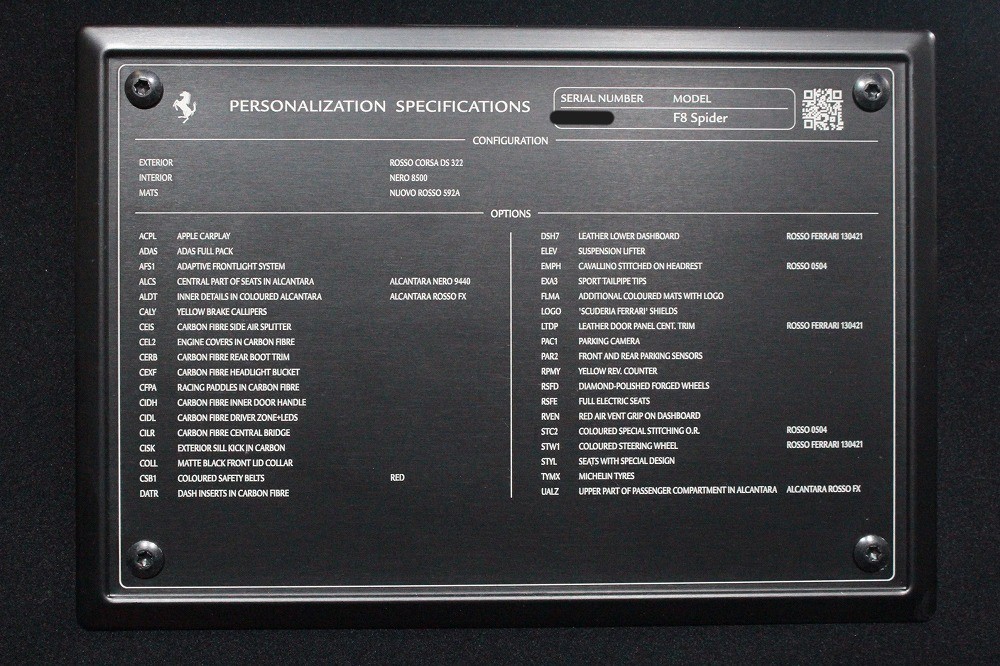 PERSONALIZATION SPECIFICATIONS
SERIAL NUMBER MODEL
F8 Spider
CONFIGURATION
EXTERIOR ROSSO CORSA DS 322
INTERIOR NERO 8500
MATS NUOVO ROSSO 592A
OPTIONS
ACPL APPLE CARPLAY
ADAS ADAS FULL PACK
AFS1 ADAPTIVE FRONTLIGHT SYSTEM
ALCS CENTRAL PART OF SEATS IN ALCANTARA ALCANTARA NERO 9440
ALDT INNER DETAILS IN COLOURED ALCANTARA ALCANTARA ROSSO FX
CALY YELLOW BRAKE CALLIPERS
CEIS CARBON FIBRE SIDE AIR SPLITTER
CEL2 ENGINE COVERS IN CARBON FIBRE
CERB CARBON FIBRE REAR BOOT TRIM
CEXF CARBON FIBRE HEADLIGHT BUCKET
CFPA RACING PADDLES IN CARBON FIBRE
CIDH CARBON FIBRE INNER DOOR HANDLE
CIDL CARBON FIBRE DRIVER ZONE+LEDS
CILR CARBON FIBRE CENTRAL BRIDGE
CISK EXTERIOR SILL KICK IN CARBON
COLL MATTE BLACK FRONT LID COLLAR
CSB1 COLOURED SAFETY BELTS RED
DATR DASH INSERTS IN CARBON FIBRE
DSH7 LEATHER LOWER DASHBOARD ROSSO FERRARI 130421
ELEV SUSPENSION LIFTER
EMPH CAVALLINO STITCHED ON HEADREST ROSSO 0504
EXA3 SPORT TAILPIPE TIPS
FLMA ADDITIONAL COLOURED MATS WITH LOGO
LOGO 'SCUDERIA FERRARI' SHIELDS
LTDP LEATHER DOOR PANEL CENT. TRIM ROSSO FERRARI 130421
PAC1 PARKING CAMERA
PAR2 FRONT AND REAR PARKING SENSORS
RPMY YELLOW REV. COUNTER
RSFD DIAMOND-POLISHED FORGED WHEELS
RSFE FULL ELECTRIC SEATS
RVEN RED AIR VENT GRIP ON DASHBOARD
STC2 COLOURED SPECIAL STITCHING O.R. ROSSO 0504
STW1 COLOURED STEERING WHEEL ROSSO FERRARI 130421
STYL SEATS WITH SPECIAL DESIGN
TYMX MICHELIN TYRES
UALZ UPPER PART OF PASSENGER COMPARTMENT IN ALCANTARA ALCANTARA ROSSO FX